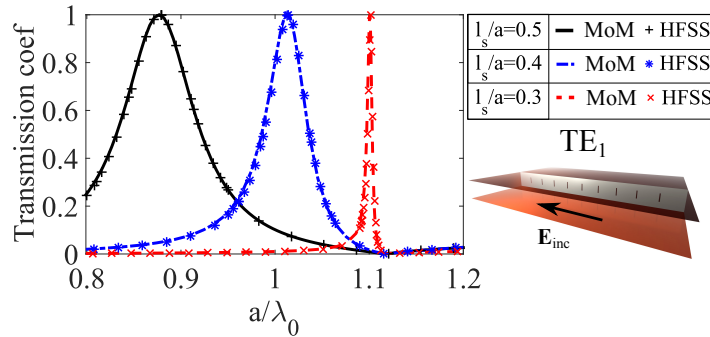 Transmission coef
1
0.8
0.6
0.4
0.2
0
0.8 0.9 1 1.1 1.2
a/λ0
ls/a=0.5 MoM + HFSS
ls/a=0.4 MoM * HFSS
ls/a=0.3 MoM × HFSS
TE1
Einc